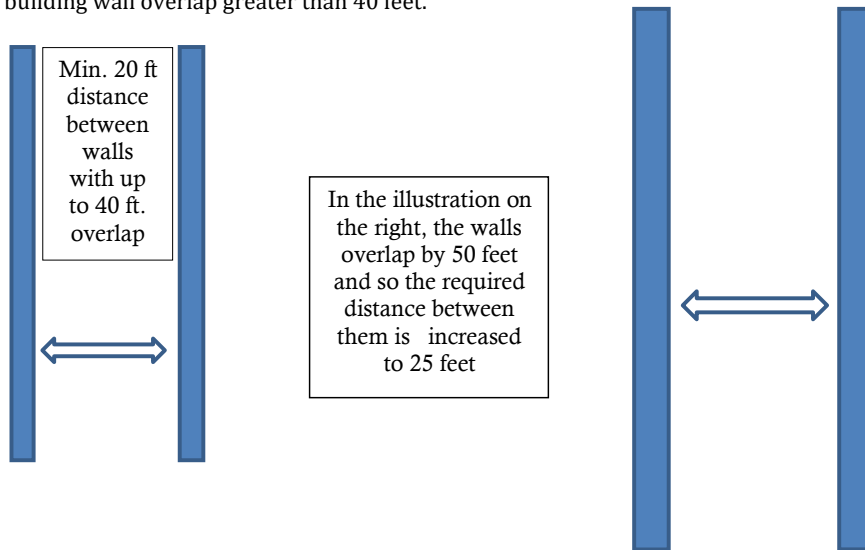 building wall overlap greater than 40 feet.
Min. 20 ft
distance
between
walls
with up
to 40 ft.
overlap
In the illustration on
the right, the walls
overlap by 50 feet
and so the required
distance between
them is increased
to 25 feet